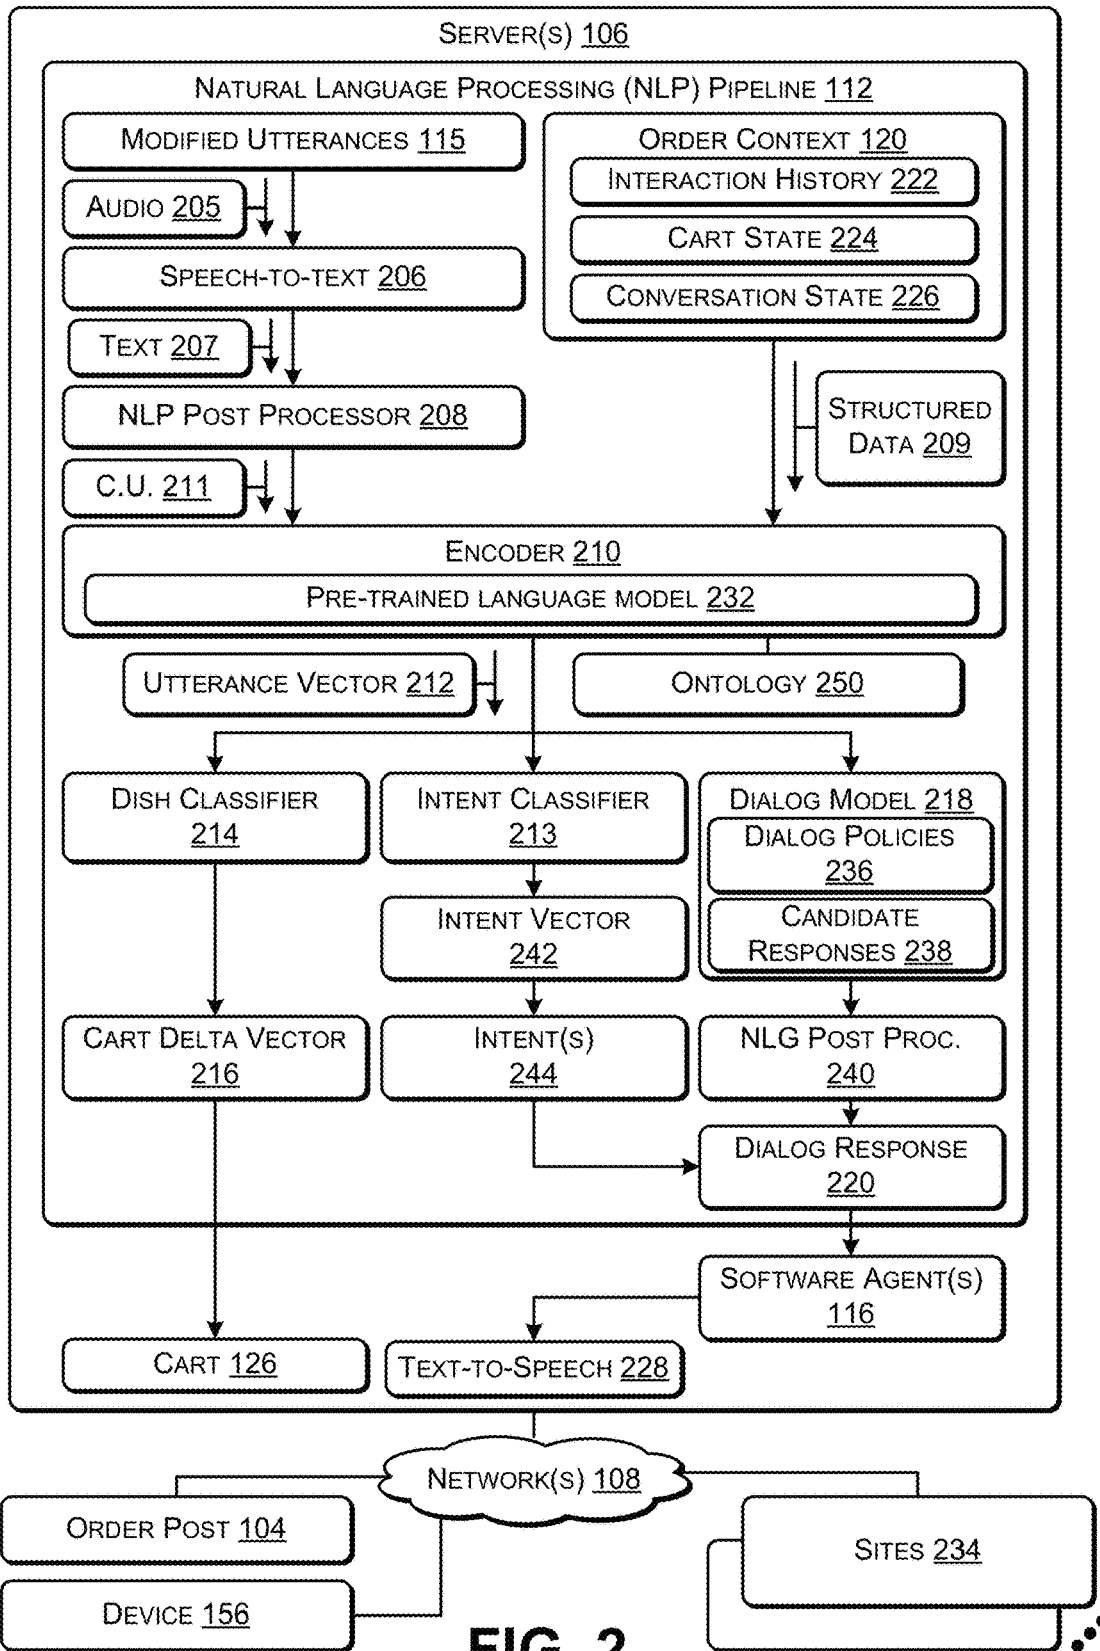 SERVER(S) 106
NATURAL LANGUAGE PROCESSING (NLP) PIPELINE 112
MODIFIED UTTERANCES 115
AUDIO 205
SPEECH-TO-TEXT 206
TEXT 207
NLP POST PROCESSOR 208
C.U. 211
ORDER CONTEXT 120
INTERACTION HISTORY 222
CART STATE 224
CONVERSATION STATE 226
STRUCTURED
DATA 209
ENCODER 210
PRE-TRAINED LANGUAGE MODEL 232
UTTERANCE VECTOR 212
ONTOLOGY 250
DISH CLASSIFIER
214
INTENT CLASSIFIER
213
DIALOG MODEL 218
DIALOG POLICIES
236
CANDIDATE
RESPONSES 238
INTENT VECTOR
242
CART DELTA VECTOR
216
INTENT(S)
244
NLG POST PROC.
240
DIALOG RESPONSE
220
SOFTWARE AGENT(S)
116
CART 126
TEXT-TO-SPEECH 228
NETWORK(S) 108
ORDER POST 104
DEVICE 156
SITES 234
FIG. 2